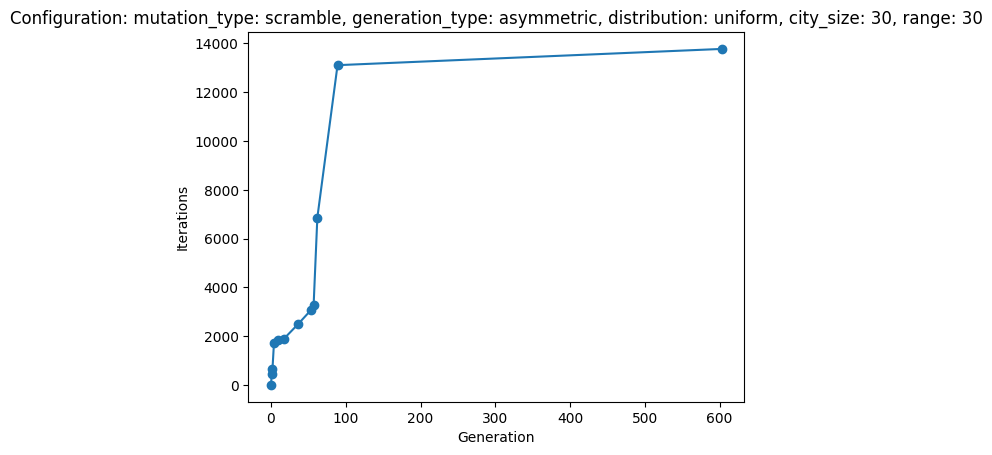 Configuration: mutation_type: scramble, generation_type: asymmetric, distribution: uniform, city_size: 30, range: 30
14000
12000
10000
8000
6000
4000
2000
0
Iterations
0 100 200 300 400 500 600
Generation